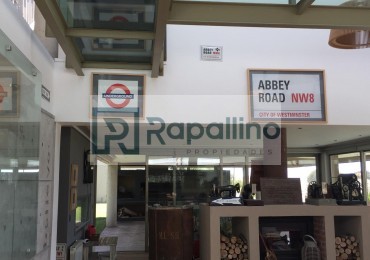 UNDERGROUND
ABBEY
ROAD NW8
CITY OF WESTMINSTER
Rapallino
PROPIEDADES